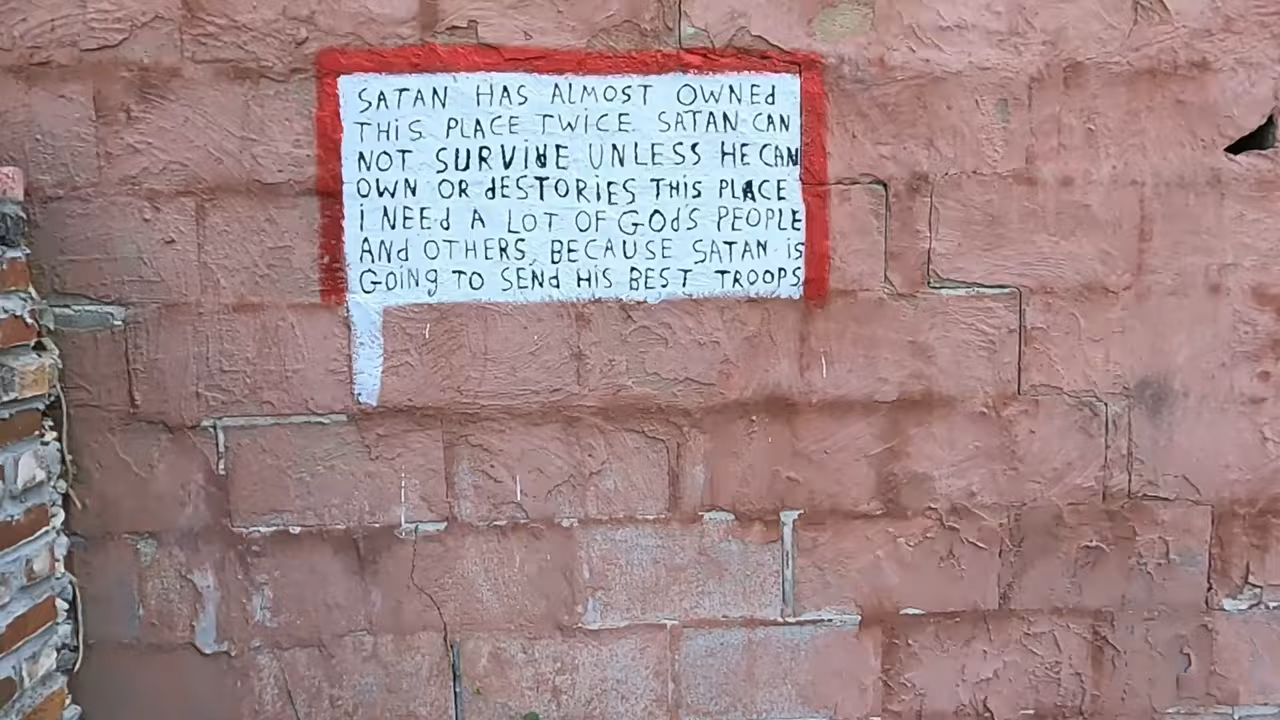 SATAN HAS ALMOST OWNEd
THiS PLACE TWICE. SATAN CAN
NOT SURViVE UNLESS HE CAN
OWN OR dESTORIES THiS PLACE
i NEEd A LOT OF GOdS PEOPLE
ANd OTHERS, BECAUSE SATAN iS
GOiNg TO SENd HiS BEST TROOPS